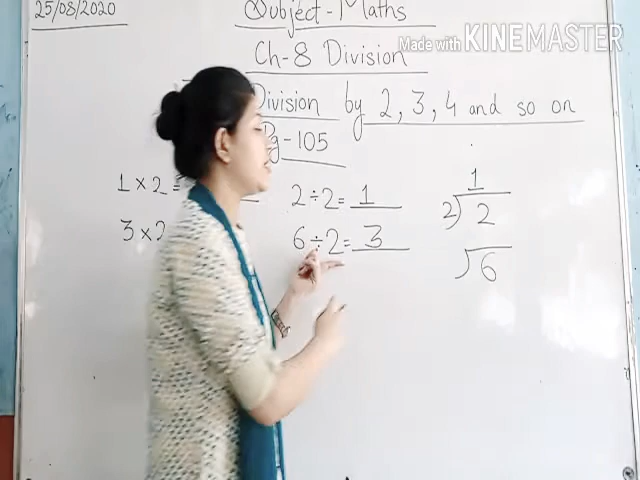 25/08/2020
Subject - Maths
Made with KINEMASTER
Ch-8 Division
Division by 2, 3, 4 and so on
Pg-105
1 × 2 = 2 ÷ 2 = 1
1
2) 2
3 × 2 6 ÷ 2 = 3
) 6